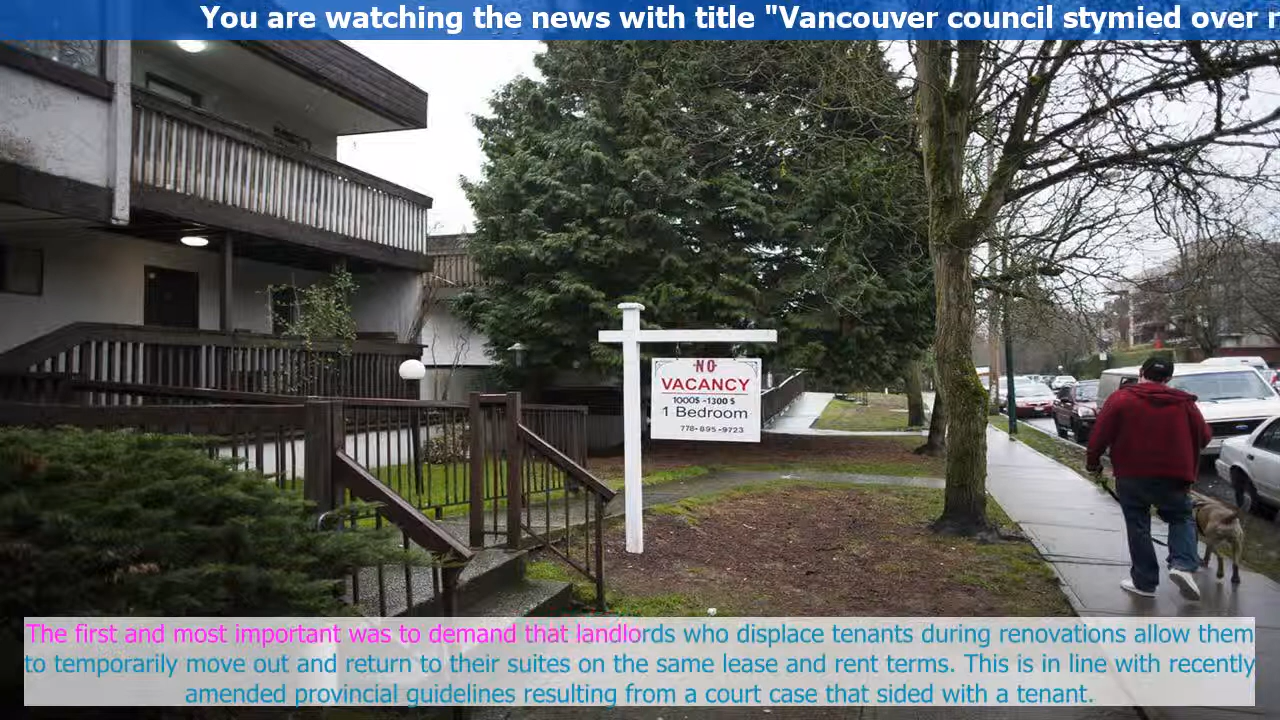 You are watching the news with title "Vancouver council stymied over
NO
VACANCY
1000$ -1300 $
1 Bedroom
778-895-9723
The first and most important was to demand that landlords who displace tenants during renovations allow them
to temporarily move out and return to their suites on the same lease and rent terms. This is in line with recently
amended provincial guidelines resulting from a court case that sided with a tenant.